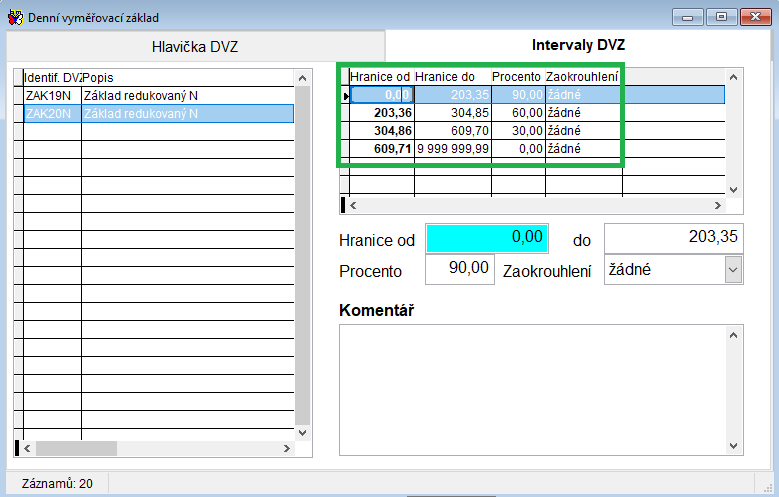 Denní vyměřovací základ
Hlavička DVZ
Intervaly DVZ
Identif. DVZ Popis
ZAK19N Základ redukovaný N
ZAK20N Základ redukovaný N
Hranice od Hranice do Procento Zaokrouhlení
0,00 203,35 90,00 žádné
203,36 304,85 60,00 žádné
304,86 609,70 30,00 žádné
609,71 9 999 999,99 0,00 žádné
Hranice od 0,00 do 203,35
Procento 90,00 Zaokrouhlení žádné
Komentář
Záznamů: 20